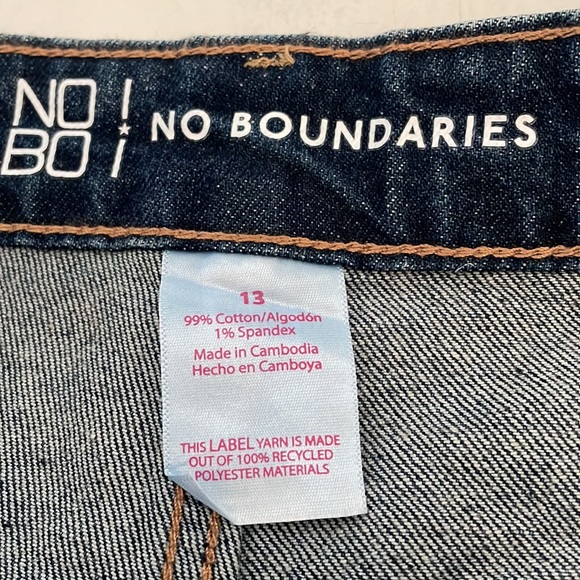 NO
BO
NO BOUNDARIES
13
99% Cotton/Algodón
1% Spandex
Made in Cambodia
Hecho en Camboya
THIS LABEL YARN IS MADE
OUT OF 100% RECYCLED
POLYESTER MATERIALS